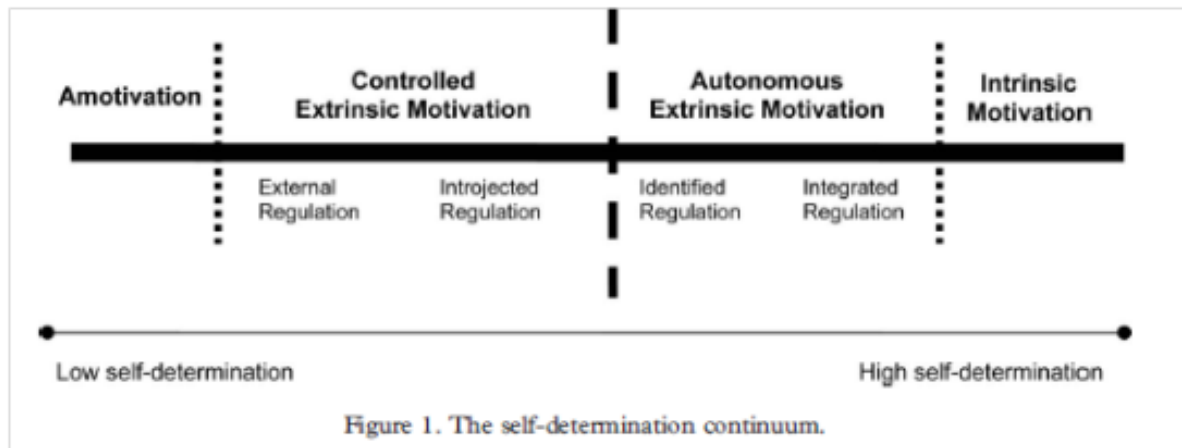 Amotivation
Controlled
Extrinsic Motivation
Autonomous
Extrinsic Motivation
Intrinsic
Motivation
External
Regulation
Introjected
Regulation
Identified
Regulation
Integrated
Regulation
Low self-determination
High self-determination
Figure 1. The self-determination continuum.